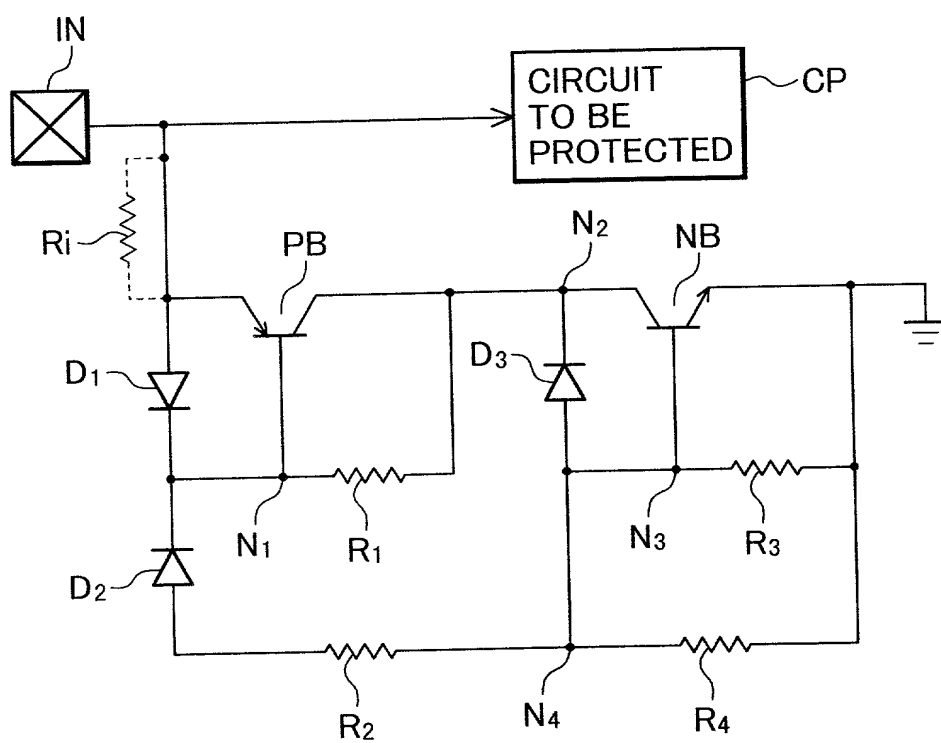 IN
CIRCUIT
TO BE
PROTECTED
CP
Ri
PB
N2
NB
D1
D3
N1
R1
N3
R3
D2
R2
N4
R4